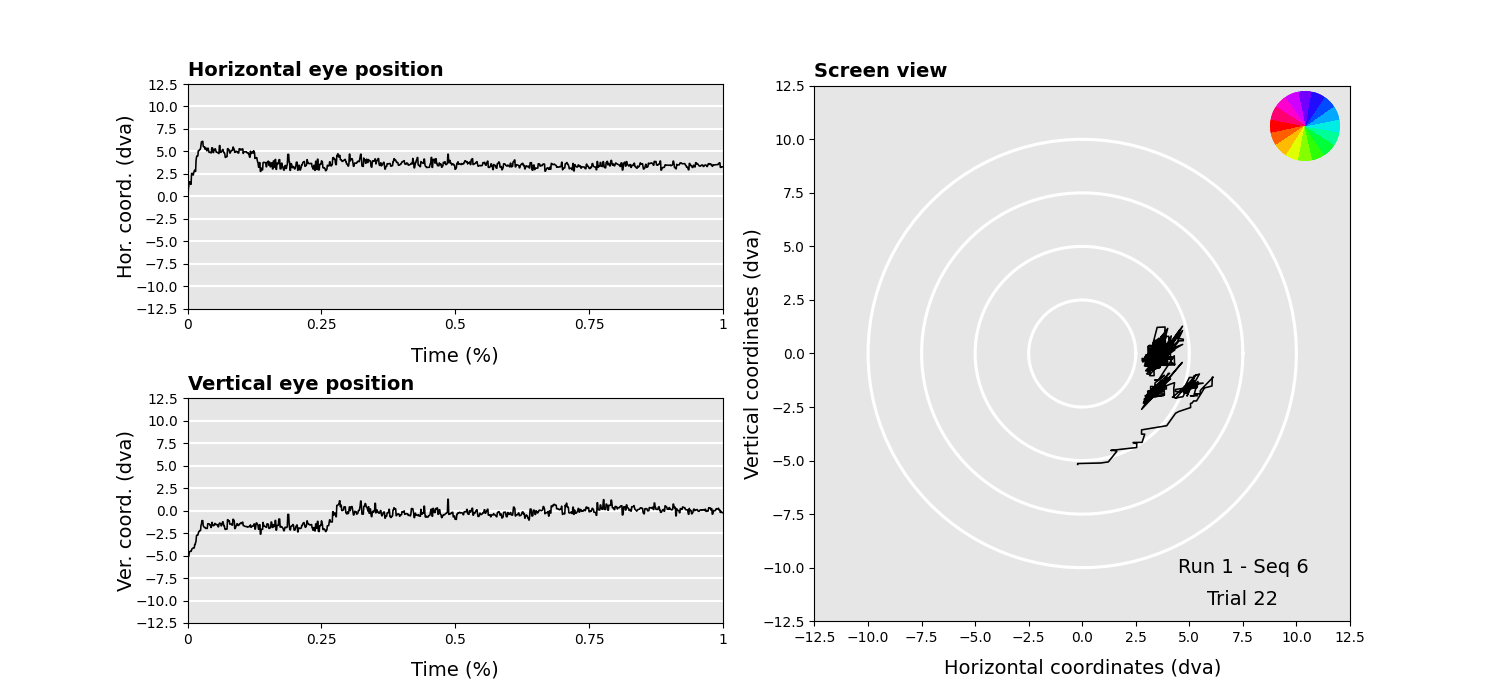 Horizontal eye position
12.5
10.0
7.5
5.0
2.5
0.0
−2.5
−5.0
−7.5
−10.0
−12.5
Hor. coord. (dva)
0 0.25 0.5 0.75 1
Time (%)
Vertical eye position
12.5
10.0
7.5
5.0
2.5
0.0
−2.5
−5.0
−7.5
−10.0
−12.5
Ver. coord. (dva)
0 0.25 0.5 0.75 1
Time (%)
Screen view
12.5
10.0
7.5
5.0
2.5
0.0
−2.5
−5.0
−7.5
−10.0
−12.5
Vertical coordinates (dva)
Run 1 - Seq 6
Trial 22
−12.5 −10.0 −7.5 −5.0 −2.5 0.0 2.5 5.0 7.5 10.0 12.5
Horizontal coordinates (dva)